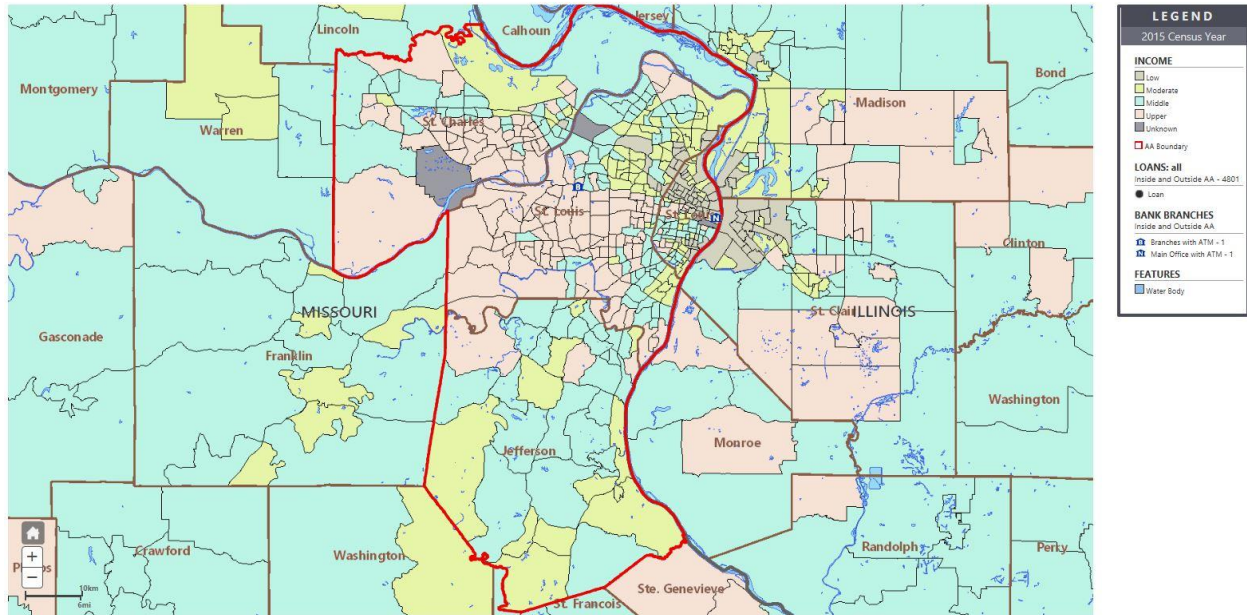 Lincoln
Calhoun
Jersey
Montgomery
Warren
St. Charles
Madison
Bond
St. Louis
Clinton
MISSOURI
St. Clair
ILLINOIS
Gasconade
Franklin
Washington
Jefferson
Monroe
Crawford
Washington
Randolph
Perry
Ste. Genevieve
St. Francois
+
−
10km
6mi
LEGEND
2015 Census Year
INCOME
Low
Moderate
Middle
Upper
Unknown
AA Boundary
LOANS: all
Inside and Outside AA - 4801
Loan
BANK BRANCHES
Inside and Outside AA
B Branches with ATM - 1
N Main Office with ATM - 1
FEATURES
Water Body